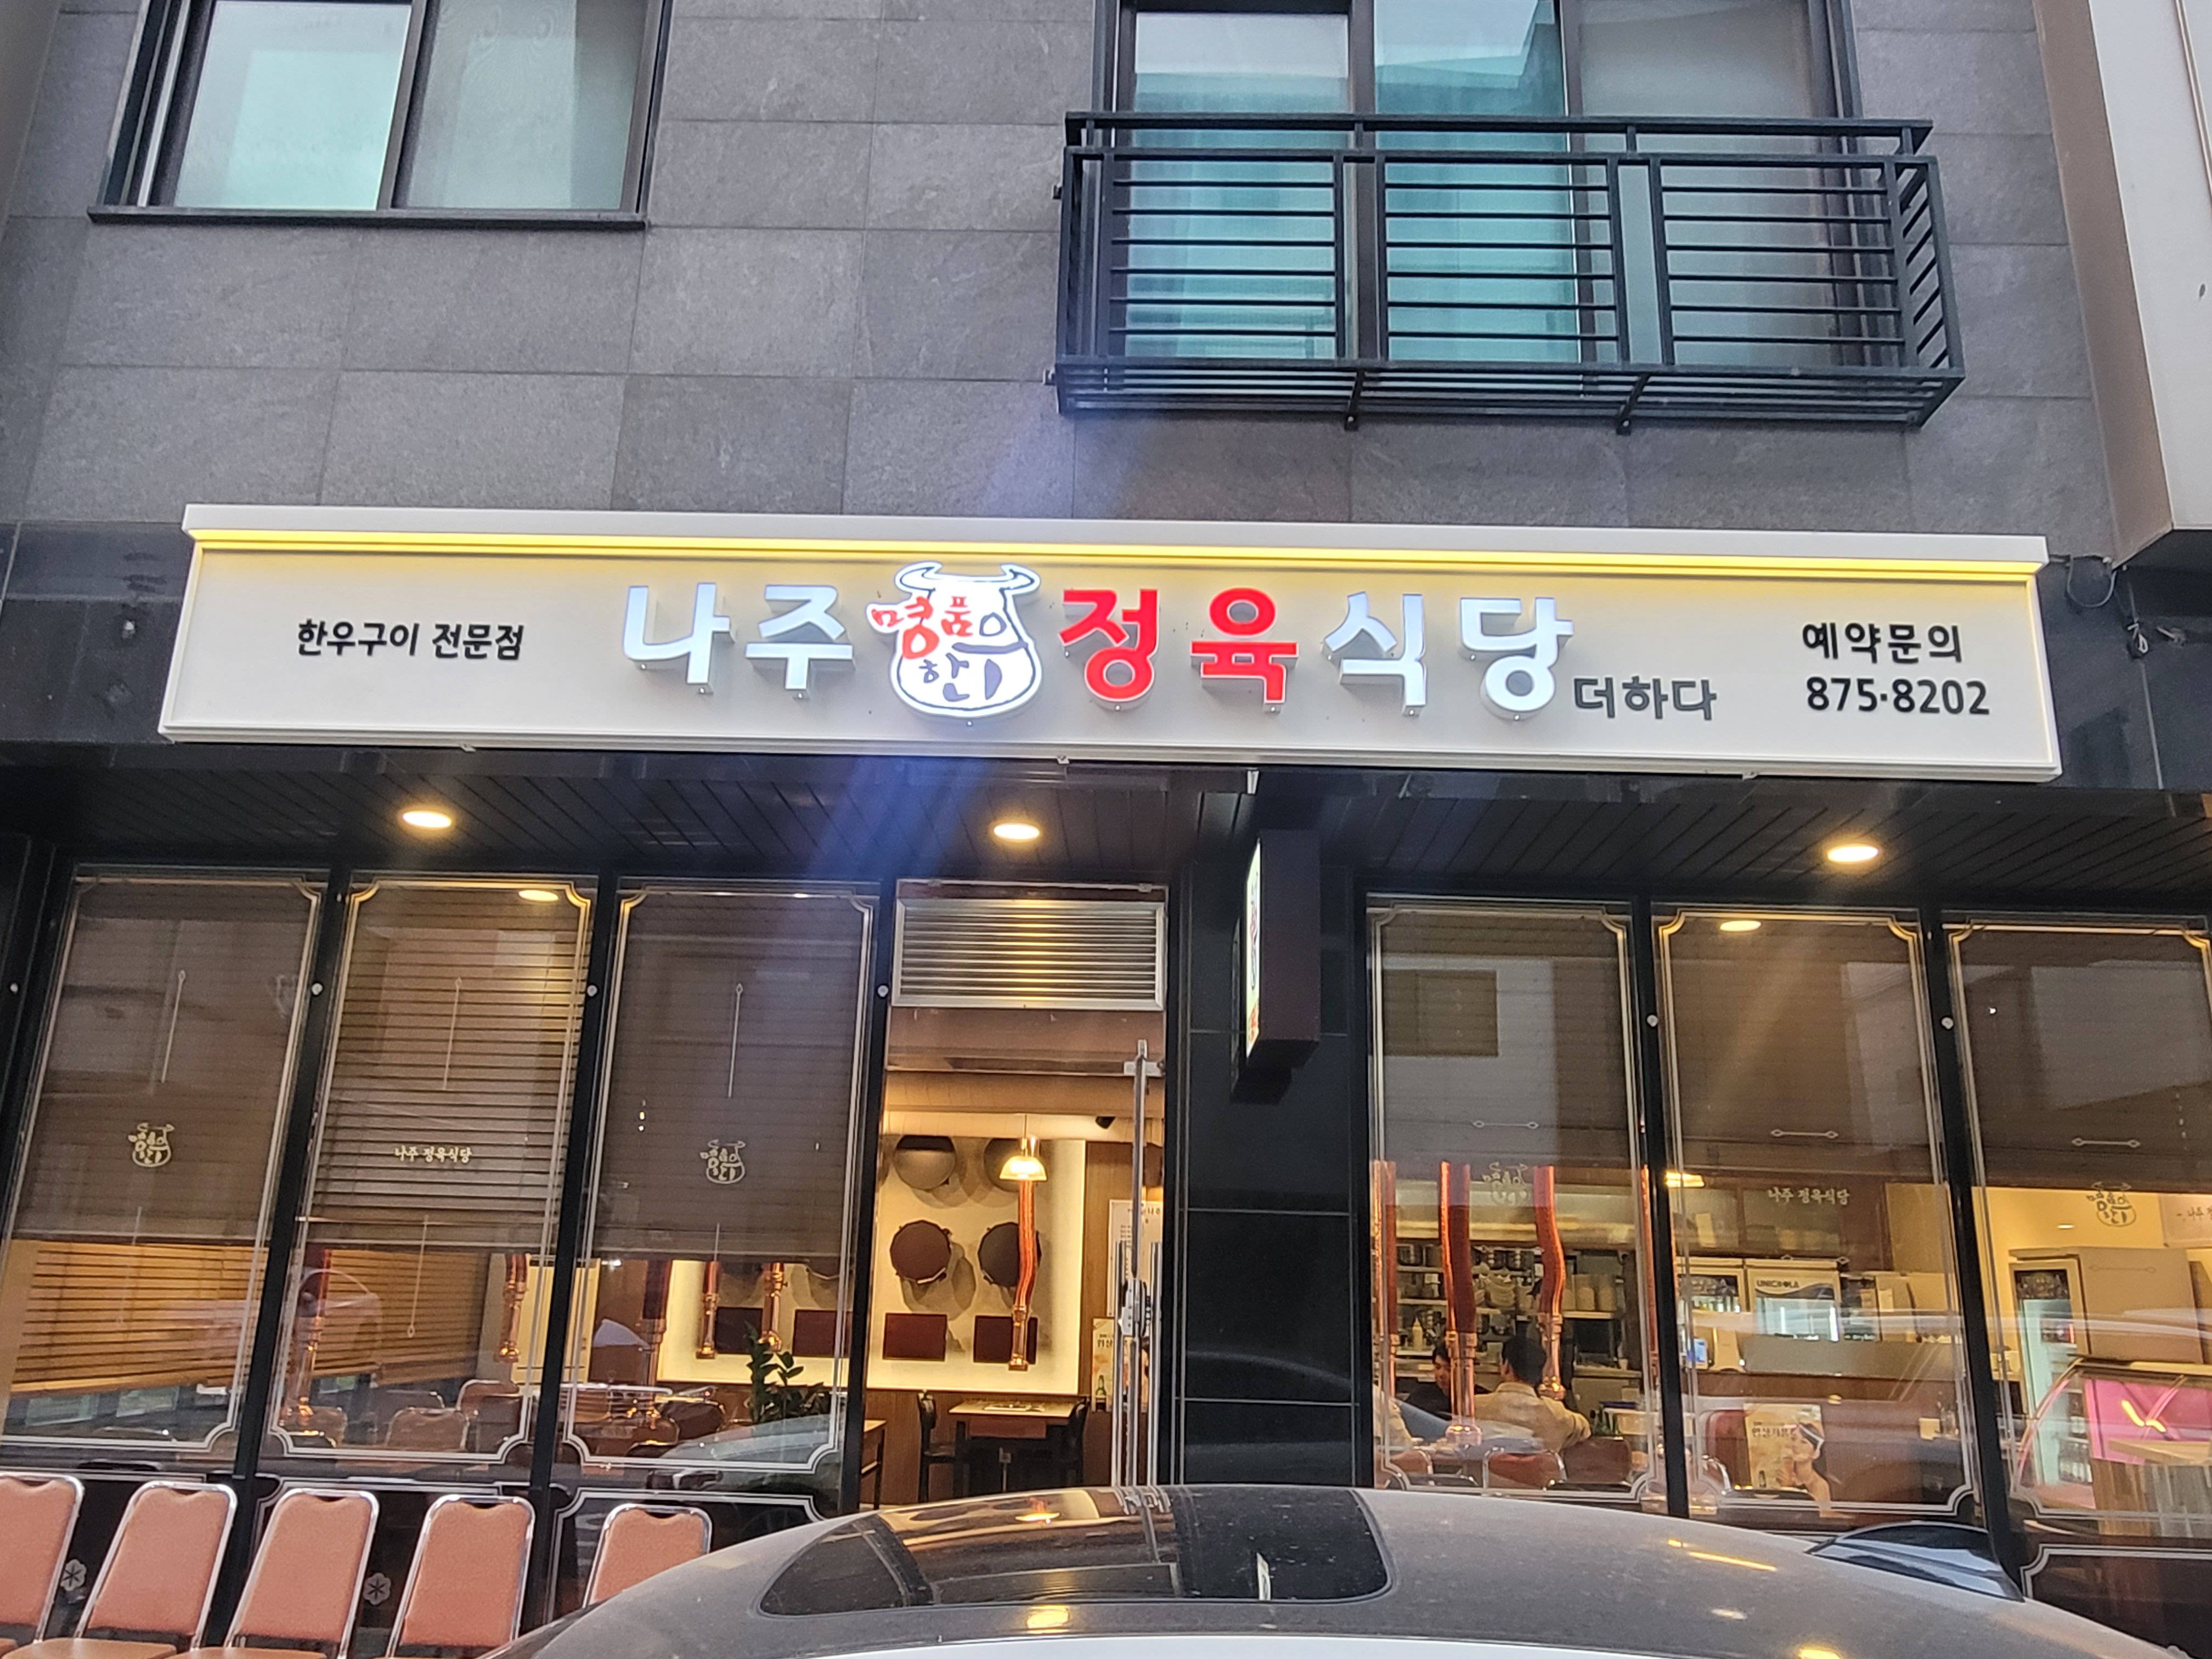 한우구이 전문점
나주 명품한우 정육식당 더하다
예약문의
875·8202
나주 정육식당
나주 정육식당
UNICHOLA